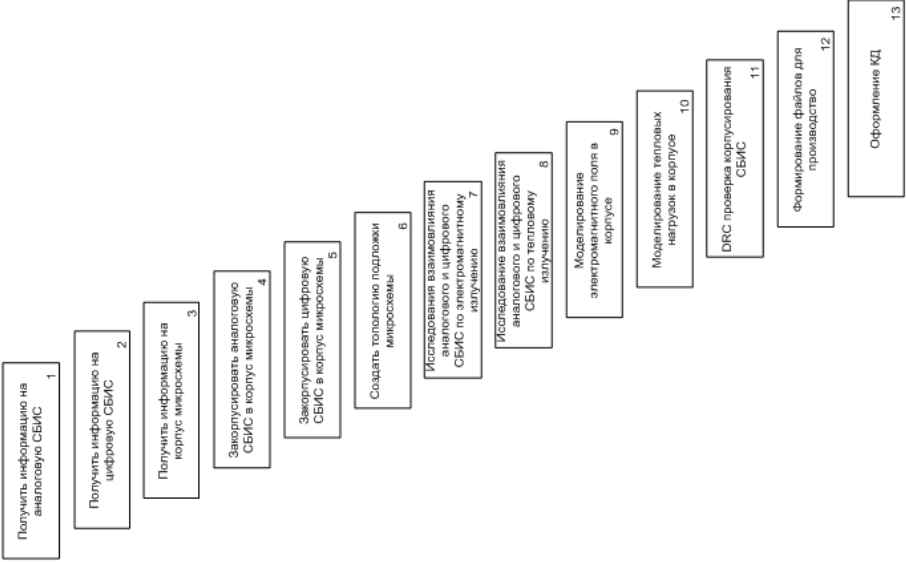 Получить информацию на
аналоговую СБИС
1
Получить информацию на
цифровую СБИС
2
Получить информацию на
корпус микросхемы
3
Закорпусировать аналоговую
СБИС в корпус микросхемы
4
Закорпусировать цифровую
СБИС в корпус микросхемы
5
Создать топологию подложки
микросхемы
6
Исследования взаимовлияния
аналогового и цифрового
СБИС по электромагнитному
излучению
7
Исследование взаимовлияния
аналогового и цифрового
СБИС по тепловому
излучению
8
Моделирование
электромагнитного поля в
корпусе
9
Моделирование тепловых
нагрузок в корпусе
10
DRC проверка корпусирования
СБИС
11
Формирование файлов для
производство
12
Оформление КД
13